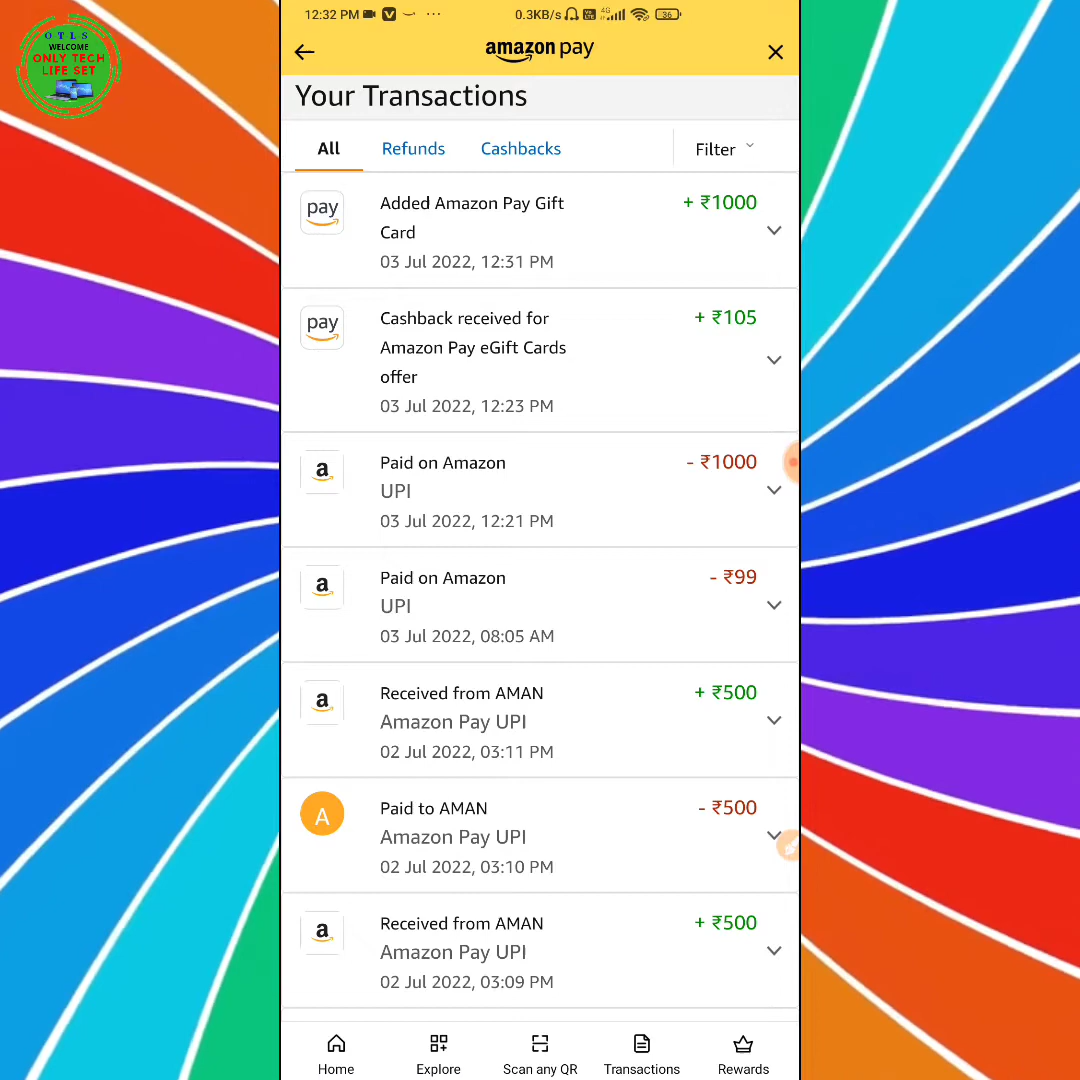 O T L S
WELCOME
ONLY TECH
LIFE SET
12:32 PM ...
0.3KB/s 4G 36
amazon pay
Your Transactions
All Refunds Cashbacks Filter
pay
Added Amazon Pay Gift
Card
+ ₹1000
03 Jul 2022, 12:31 PM
pay
Cashback received for
Amazon Pay eGift Cards
offer
+ ₹105
03 Jul 2022, 12:23 PM
a
Paid on Amazon
- ₹1000
UPI
03 Jul 2022, 12:21 PM
a
Paid on Amazon
- ₹99
UPI
03 Jul 2022, 08:05 AM
a
Received from AMAN
+ ₹500
Amazon Pay UPI
02 Jul 2022, 03:11 PM
A
Paid to AMAN
- ₹500
Amazon Pay UPI
02 Jul 2022, 03:10 PM
a
Received from AMAN
+ ₹500
Amazon Pay UPI
02 Jul 2022, 03:09 PM
Home Explore Scan any QR Transactions Rewards